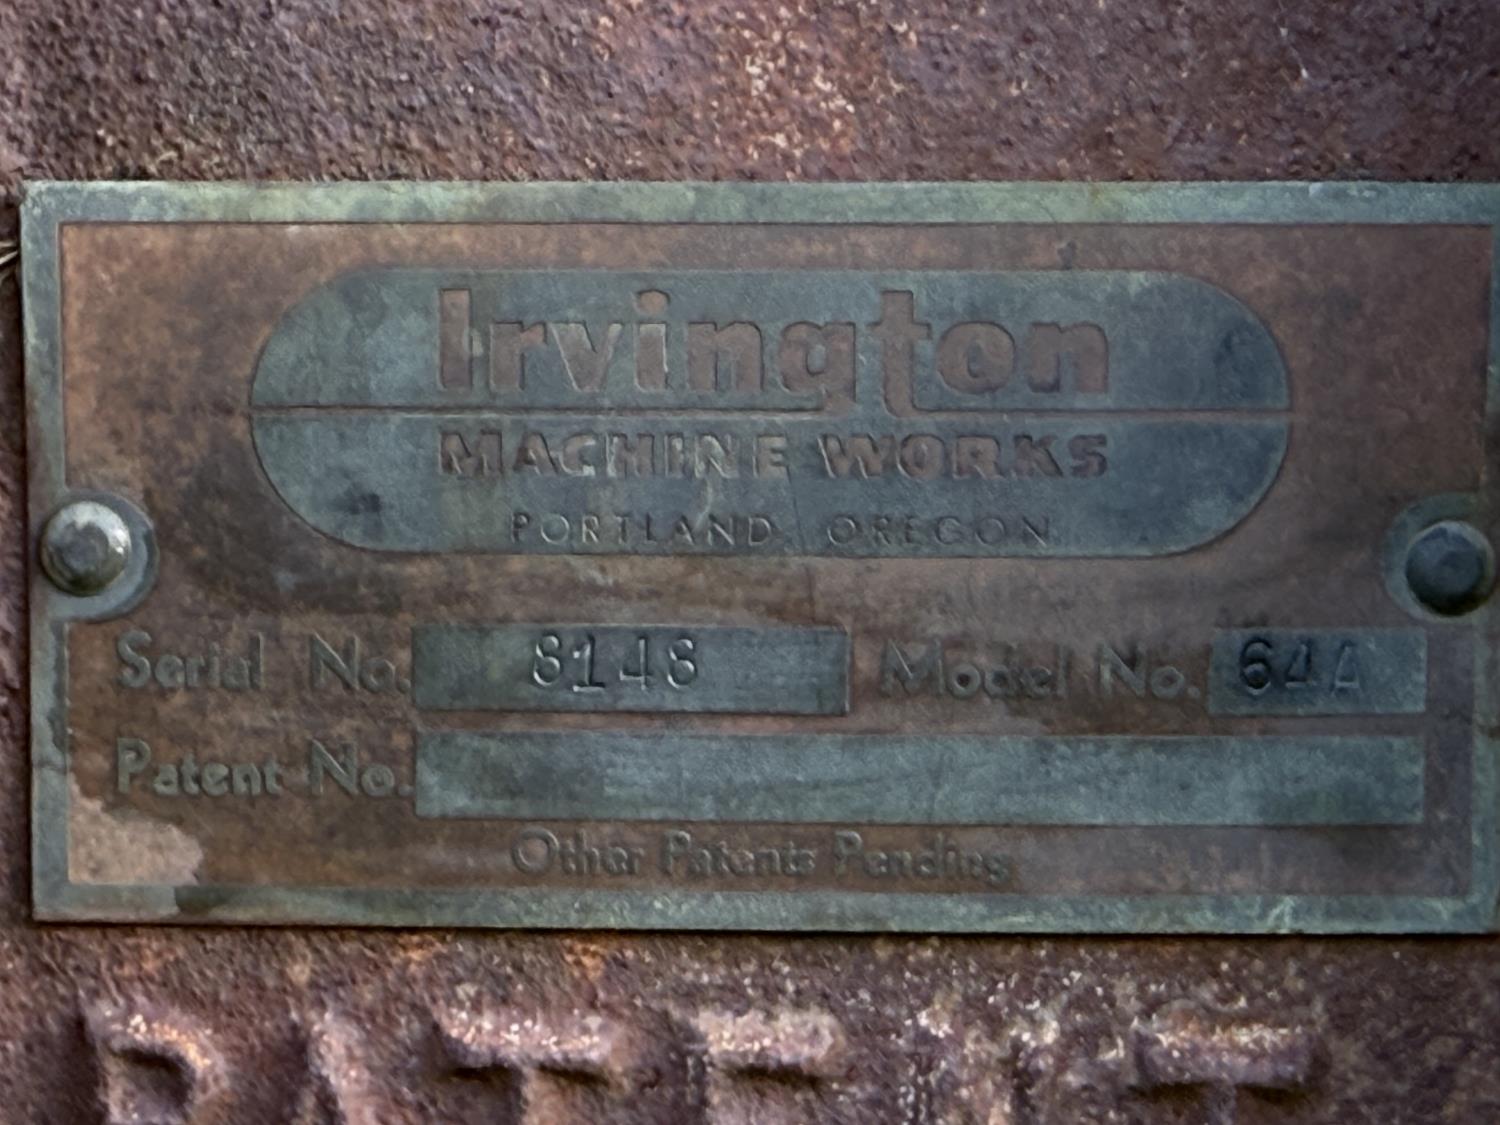 Irvington
MACHINE WORKS
PORTLAND, OREGON
Serial No. 8148 Model No. 64A
Patent No.
Other Patents Pending